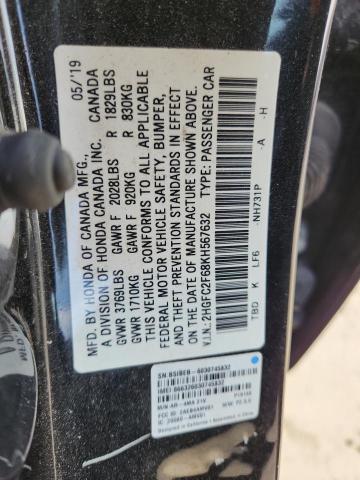 MFD. BY HONDA OF CANADA MFG., 05/'19
A DIVISION OF HONDA CANADA INC. CANADA
GVWR 3769LBS GAWR F 2028LBS R 1829LBS
GVWR 1710KG GAWR F 920KG R 830KG
THIS VEHICLE CONFORMS TO ALL APPLICABLE
FEDERAL MOTOR VEHICLE SAFETY, BUMPER,
AND THEFT PREVENTION STANDARDS IN EFFECT
ON THE DATE OF MANUFACTURE SHOWN ABOVE.
V.I.N.: 2HGFC2F68KH567632 TYPE: PASSENGER CAR
TBD K LF6 NH731P -A -H